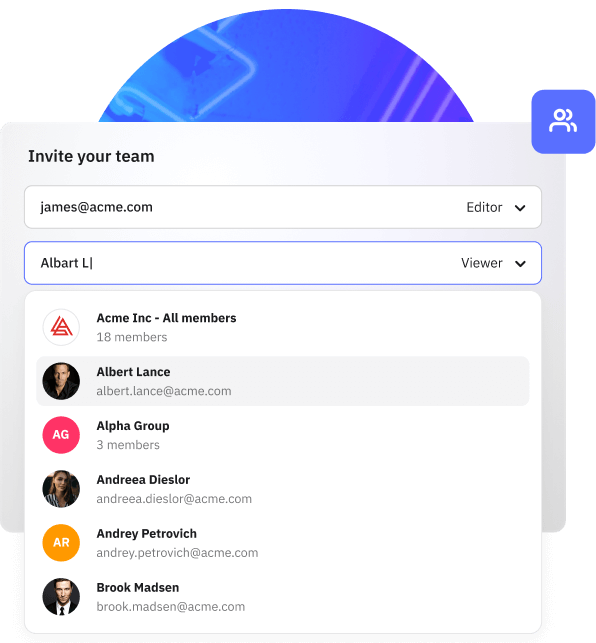 Invite your team
james@acme.com Editor
Albart L Viewer
Acme Inc - All members
18 members
Albert Lance
albert.lance@acme.com
AG
Alpha Group
3 members
Andreea Dieslor
andreea.dieslor@acme.com
AR
Andrey Petrovich
andrey.petrovich@acme.com
Brook Madsen
brook.madsen@acme.com